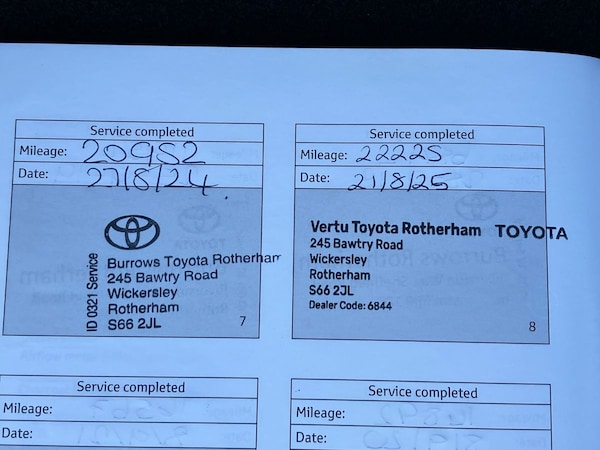 Service completed
Mileage: 20952
Date: 27/8/24
ID 0321 Service
Burrows Toyota Rotherham
245 Bawtry Road
Wickersley
Rotherham
S66 2JL
7
Service completed
Mileage: 22225
Date: 21/8/25
Vertu Toyota Rotherham TOYOTA
245 Bawtry Road
Wickersley
Rotherham
S66 2JL
Dealer Code: 6844
8
Service completed
Mileage:
Date:
Service completed
Mileage:
Date: